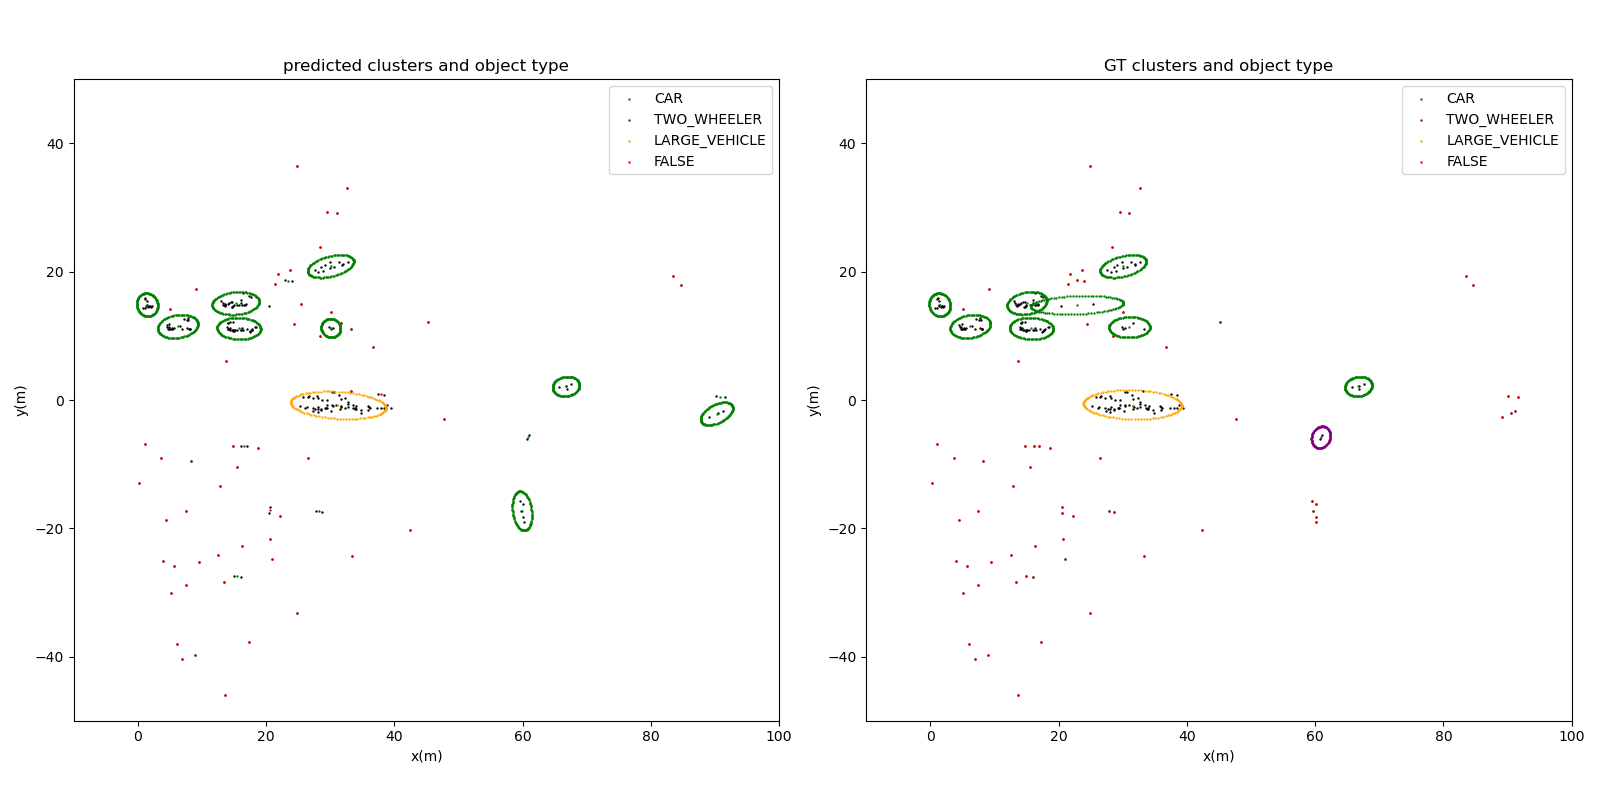 predicted clusters and object type
CAR
TWO_WHEELER
LARGE_VEHICLE
FALSE
40
20
0
−20
−40
y(m)
0
20
40
60
80
100
x(m)
GT clusters and object type
CAR
TWO_WHEELER
LARGE_VEHICLE
FALSE
40
20
0
−20
−40
y(m)
0
20
40
60
80
100
x(m)